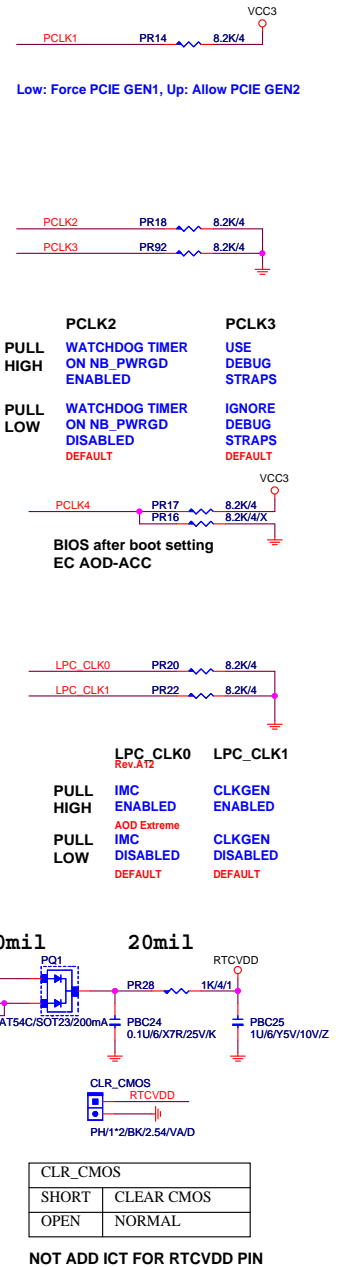 VCC3
PCLK1 PR14 8.2K/4
Low: Force PCIE GEN1, Up: Allow PCIE GEN2
PCLK2 PR18 8.2K/4
PCLK3 PR92 8.2K/4
PCLK2 PCLK3
PULL HIGH
WATCHDOG TIMER
ON NB_PWRGD
ENABLED
USE
DEBUG
STRAPS
PULL LOW
WATCHDOG TIMER
ON NB_PWRGD
DISABLED
DEFAULT
IGNORE
DEBUG
STRAPS
DEFAULT
VCC3
PCLK4 PR17 8.2K/4
PR16 8.2K/4/X
BIOS after boot setting
EC AOD-ACC
LPC_CLK0 PR20 8.2K/4
LPC_CLK1 PR22 8.2K/4
LPC_CLK0 LPC_CLK1
Rev.A12
PULL HIGH
IMC
ENABLED
CLKGEN
ENABLED
AOD Extreme
PULL LOW
IMC
DISABLED
DEFAULT
CLKGEN
DISABLED
DEFAULT
0mil 20mil
PQ1
RTCVDD
PR28 1K/4/1
AT54C/SOT23/200mA
PBC24
0.1U/6/X7R/25V/K
PBC25
1U/6/Y5V/10V/Z
CLR_CMOS
RTCVDD
PH/1*2/BK/2.54/VA/D
CLR_CMOS
SHORT CLEAR CMOS
OPEN NORMAL
NOT ADD ICT FOR RTCVDD PIN